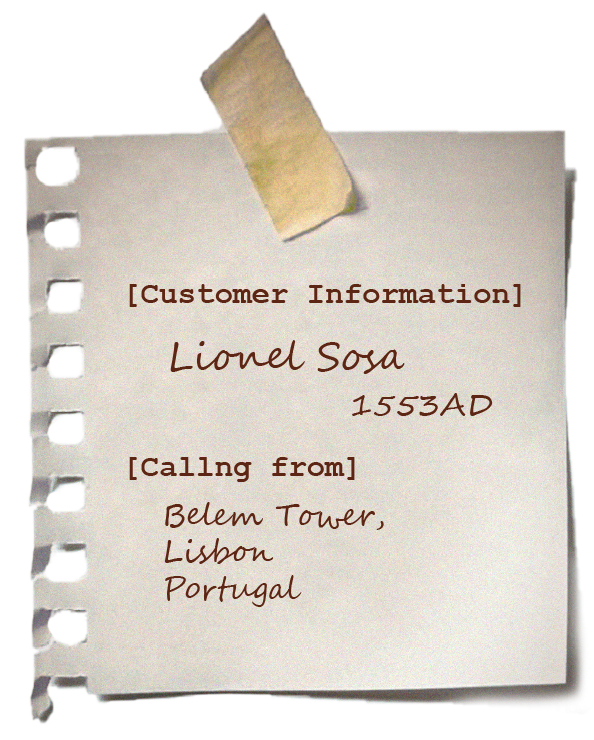 [Customer Information]
Lionel Sosa
1553AD
[Callng from]
Belem Tower,
Lisbon
Portugal